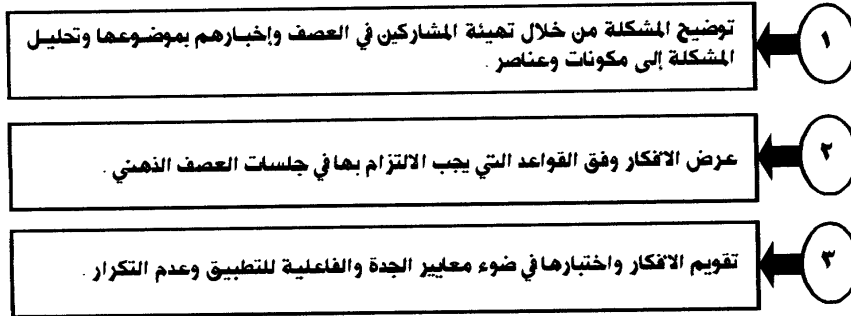 ١
توضيح المشكلة من خلال تهيئة المشاركين في العصف وإخبارهم بموضوعها وتحليل
المشكلة إلى مكونات وعناصر .
٢
عرض الافكار وفق القواعد التي يجب الالتزام بها في جلسات العصف الذهني .
٣
تقويم الافكار واختبارها في ضوء معايير الجدة والفاعلية للتطبيق وعدم التكرار .